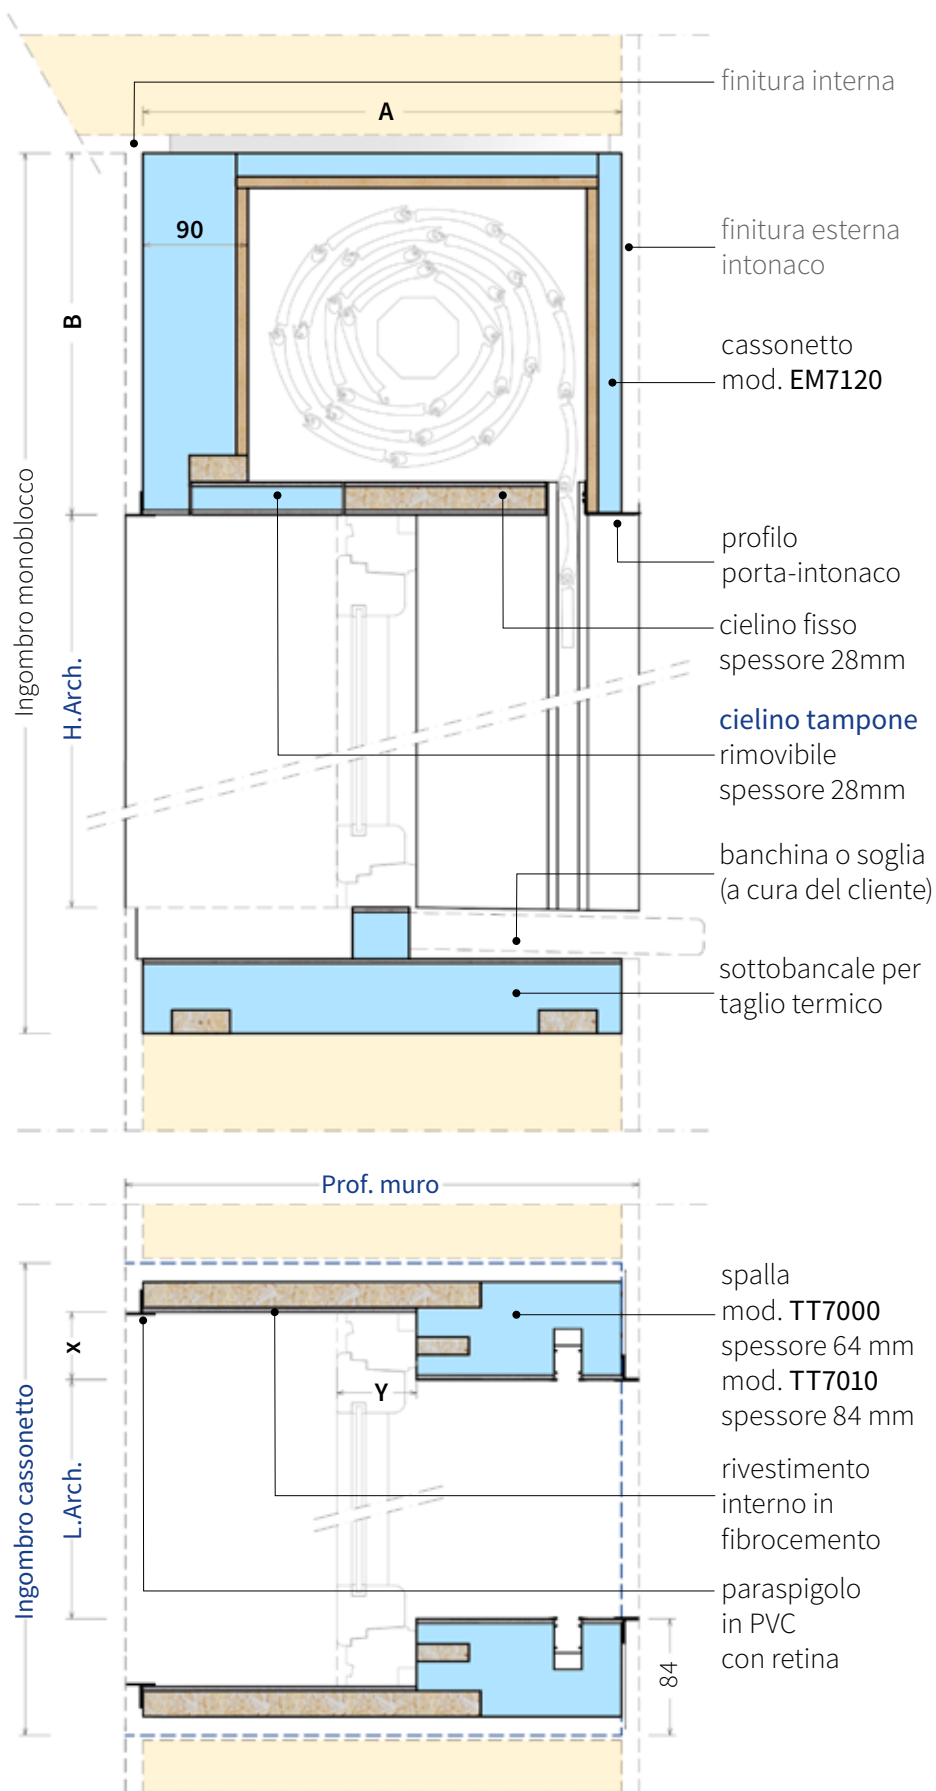 finitura interna
A
90
finitura esterna
intonaco
B
cassonetto
mod. EM7120
Ingombro monoblocco
profilo
porta-intonaco
cielino fisso
spessore 28mm
H.Arch.
cielino tampone
rimovibile
spessore 28mm
banchina o soglia
(a cura del cliente)
sottobancale per
taglio termico
Prof. muro
spalla
mod. TT7000
spessore 64 mm
mod. TT7010
spessore 84 mm
X
Y
Ingombro cassonetto
L.Arch.
rivestimento
interno in
fibrocemento
paraspigolo
in PVC
con retina
84